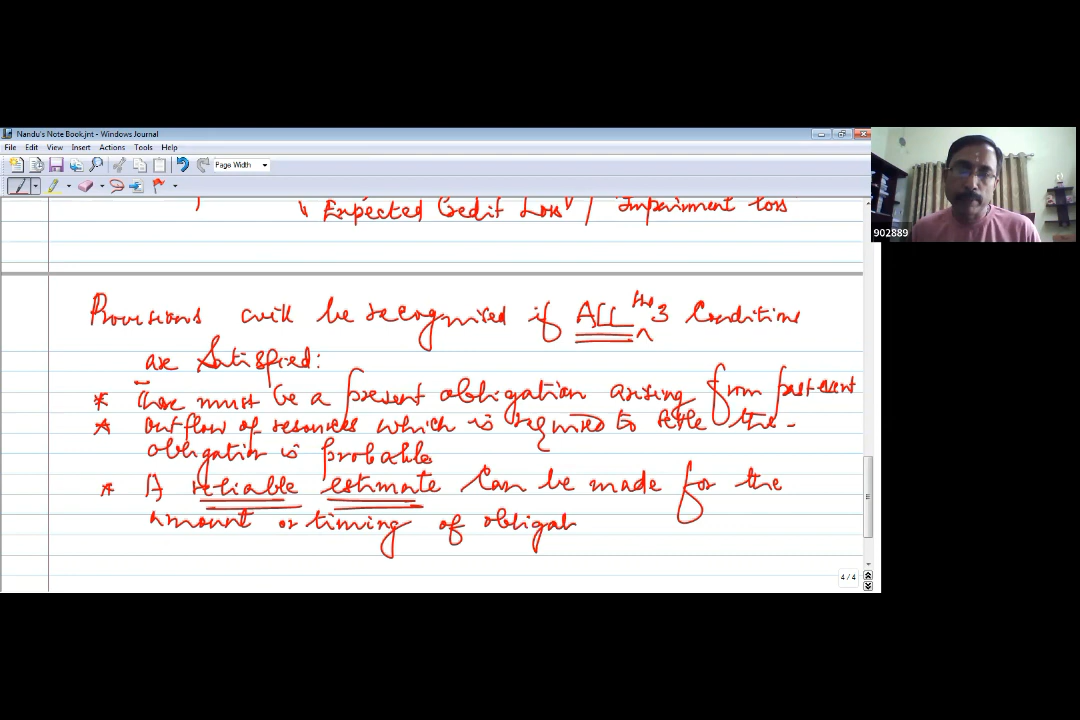 Nandu's Note Book.jnt - Windows Journal
File Edit View Insert Actions Tools Help
Page Width
902889
"Expected Credit Loss" / Impairment loss
Provisions will be recognised if ALL the 3 Conditions
are Satisfied:
* There must be a present obligation arising from past event
* Outflow of resources which is required to settle the -
obligation is probable
* A reliable estimate Can be made for the
amount or timing of obligat
4 / 4